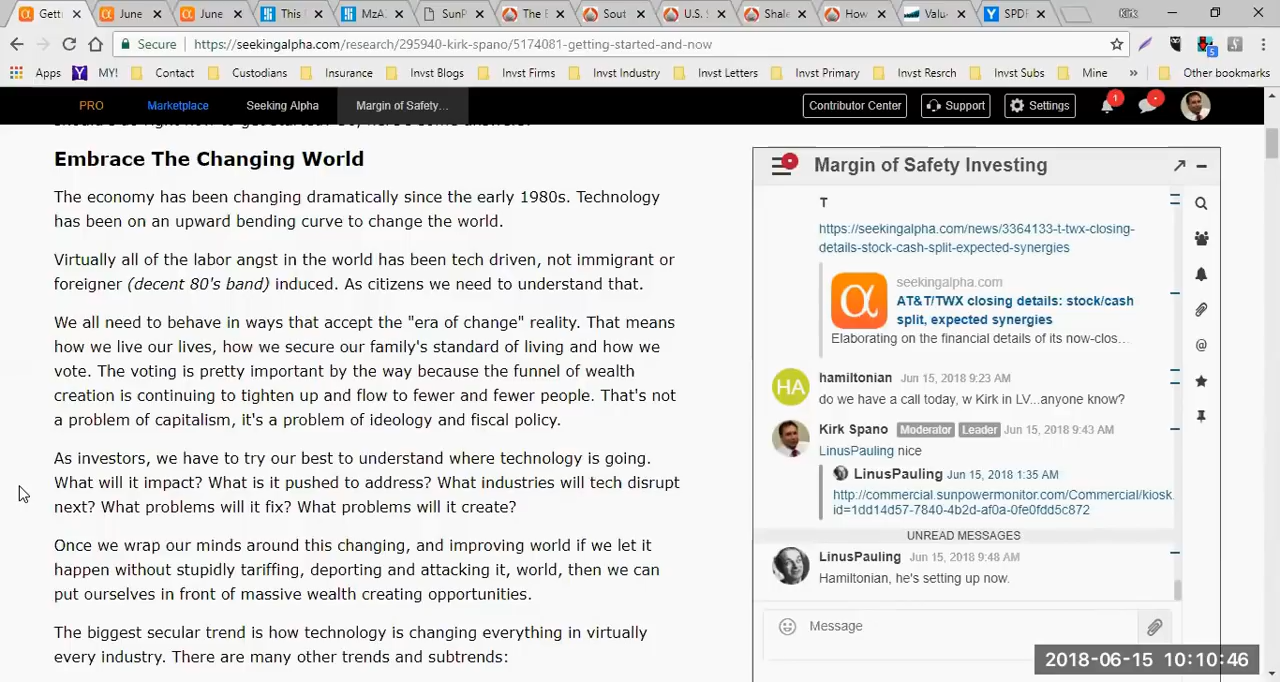 Getti
June
June
This
MzA
SunP
The E
Sout
U.S.
Shale
How
Valu-
SPDF
Kirk
Secure
https://seekingalpha.com/research/295940-kirk-spano/5174081-getting-started-and-now
5
Apps
MY!
Contact
Custodians
Insurance
Invst Blogs
Invst Firms
Invst Industry
Invst Letters
Invst Primary
Invst Resrch
Invst Subs
Mine
»
Other bookmarks
PRO
Marketplace
Seeking Alpha
Margin of Safety...
Contributor Center
Support
Settings
1
Embrace The Changing World
The economy has been changing dramatically since the early 1980s. Technology
has been on an upward bending curve to change the world.
Virtually all of the labor angst in the world has been tech driven, not immigrant or
foreigner (decent 80's band) induced. As citizens we need to understand that.
We all need to behave in ways that accept the "era of change" reality. That means
how we live our lives, how we secure our family's standard of living and how we
vote. The voting is pretty important by the way because the funnel of wealth
creation is continuing to tighten up and flow to fewer and fewer people. That's not
a problem of capitalism, it's a problem of ideology and fiscal policy.
As investors, we have to try our best to understand where technology is going.
What will it impact? What is it pushed to address? What industries will tech disrupt
next? What problems will it fix? What problems will it create?
Once we wrap our minds around this changing, and improving world if we let it
happen without stupidly tariffing, deporting and attacking it, world, then we can
put ourselves in front of massive wealth creating opportunities.
The biggest secular trend is how technology is changing everything in virtually
every industry. There are many other trends and subtrends:
Margin of Safety Investing
T
https://seekingalpha.com/news/3364133-t-twx-closing-
details-stock-cash-split-expected-synergies
seekingalpha.com
AT&T/TWX closing details: stock/cash
split, expected synergies
Elaborating on the financial details of its now-clos...
HA
hamiltonian Jun 15, 2018 9:23 AM
do we have a call today, w Kirk in LV...anyone know?
Kirk Spano Moderator Leader Jun 15, 2018 9:43 AM
LinusPauling nice
LinusPauling Jun 15, 2018 1:35 AM
http://commercial.sunpowermonitor.com/Commercial/kiosk.
id=1dd14d57-7840-4b2d-af0a-0fe0fdd5c872
UNREAD MESSAGES
LinusPauling Jun 15, 2018 9:48 AM
Hamiltonian, he's setting up now.
Message
2018-06-15 10:10:46